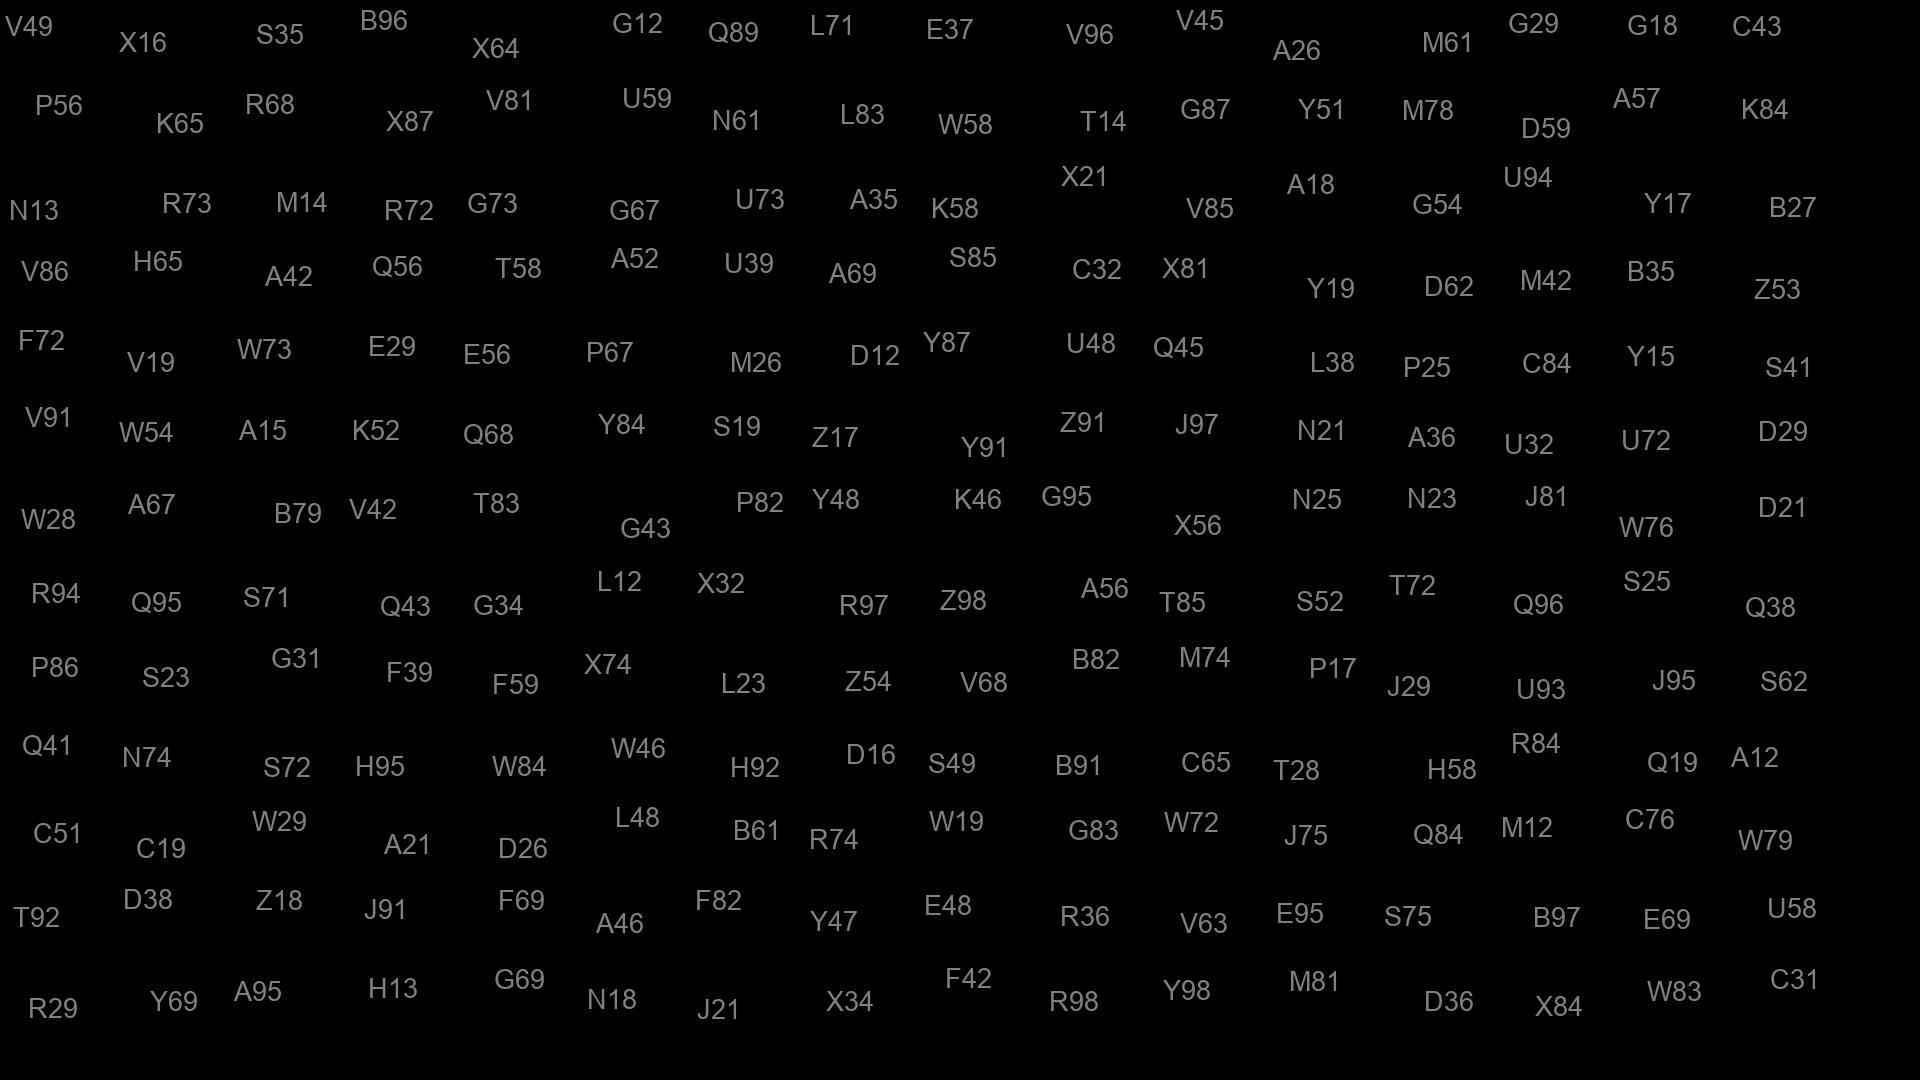 V49 X16 S35 B96 X64 G12 Q89 L71 E37 V96 V45 A26 M61 G29 G18 C43
P56 K65 R68 X87 V81 U59 N61 L83 W58 T14 G87 Y51 M78 D59 A57 K84
N13 R73 M14 R72 G73 G67 U73 A35 K58 X21 V85 A18 G54 U94 Y17 B27
V86 H65 A42 Q56 T58 A52 U39 A69 S85 C32 X81 Y19 D62 M42 B35 Z53
F72 V19 W73 E29 E56 P67 M26 D12 Y87 U48 Q45 L38 P25 C84 Y15 S41
V91 W54 A15 K52 Q68 Y84 S19 Z17 Y91 Z91 J97 N21 A36 U32 U72 D29
W28 A67 B79 V42 T83 G43 P82 Y48 K46 G95 X56 N25 N23 J81 W76 D21
R94 Q95 S71 Q43 G34 L12 X32 R97 Z98 A56 T85 S52 T72 Q96 S25 Q38
P86 S23 G31 F39 F59 X74 L23 Z54 V68 B82 M74 P17 J29 U93 J95 S62
Q41 N74 S72 H95 W84 W46 H92 D16 S49 B91 C65 T28 H58 R84 Q19 A12
C51 C19 W29 A21 D26 L48 B61 R74 W19 G83 W72 J75 Q84 M12 C76 W79
T92 D38 Z18 J91 F69 A46 F82 Y47 E48 R36 V63 E95 S75 B97 E69 U58
R29 Y69 A95 H13 G69 N18 J21 X34 F42 R98 Y98 M81 D36 X84 W83 C31